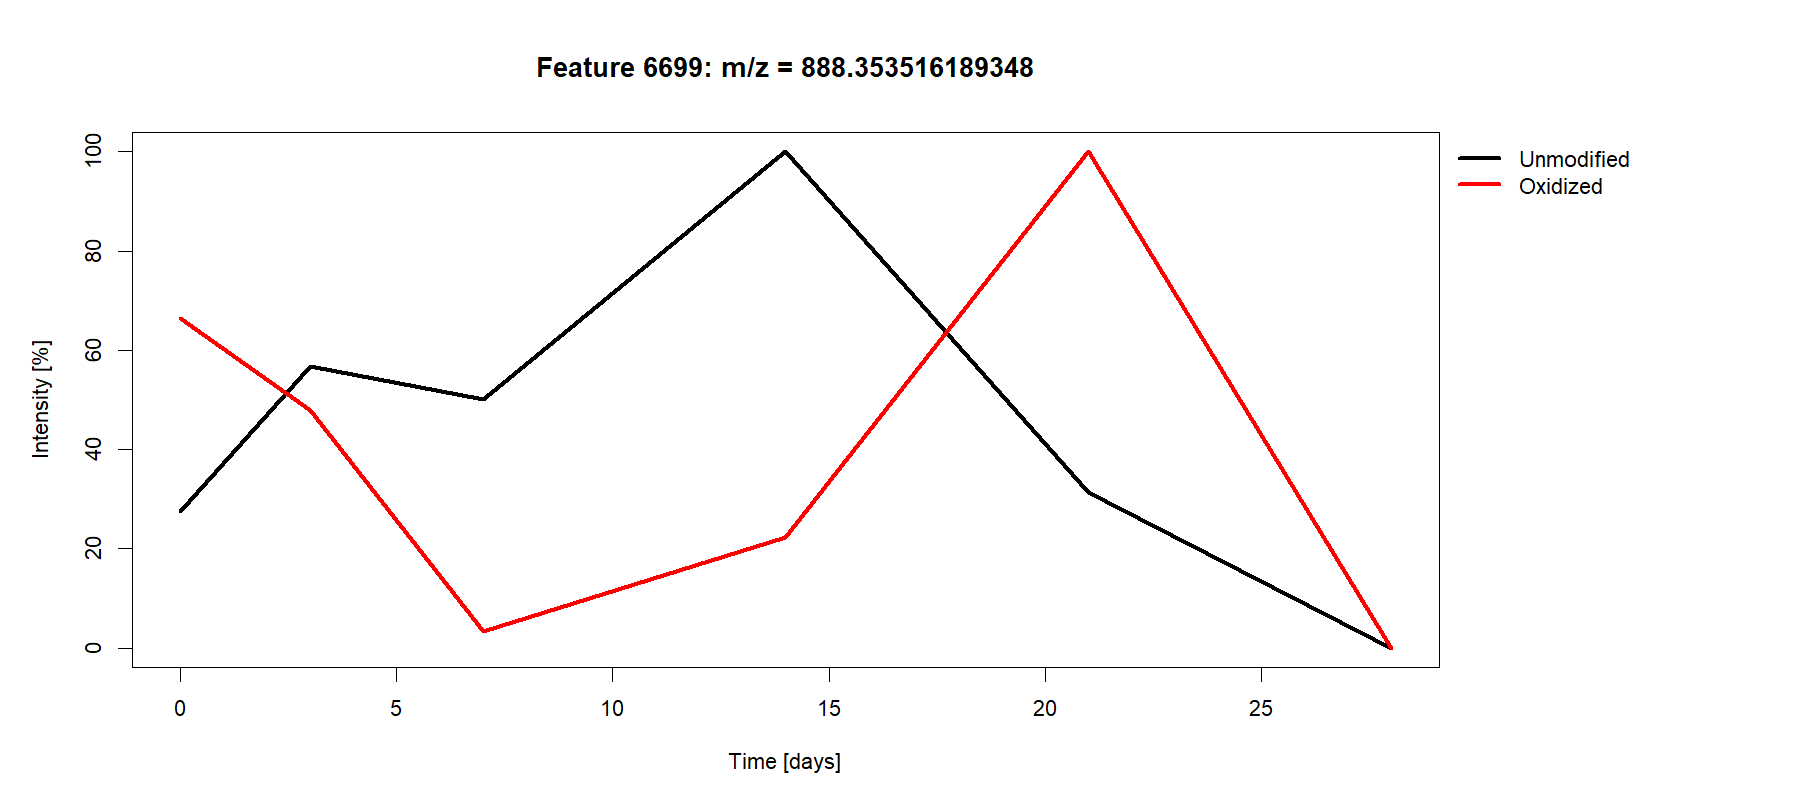 Feature 6699: m/z = 888.353516189348
Unmodified
Oxidized
Intensity [%]
100
80
60
40
20
0
0 5 10 15 20 25
Time [days]